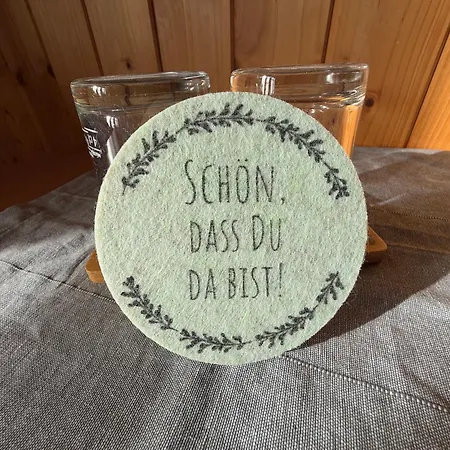 SCHÖN,
DASS DU
DA BIST!